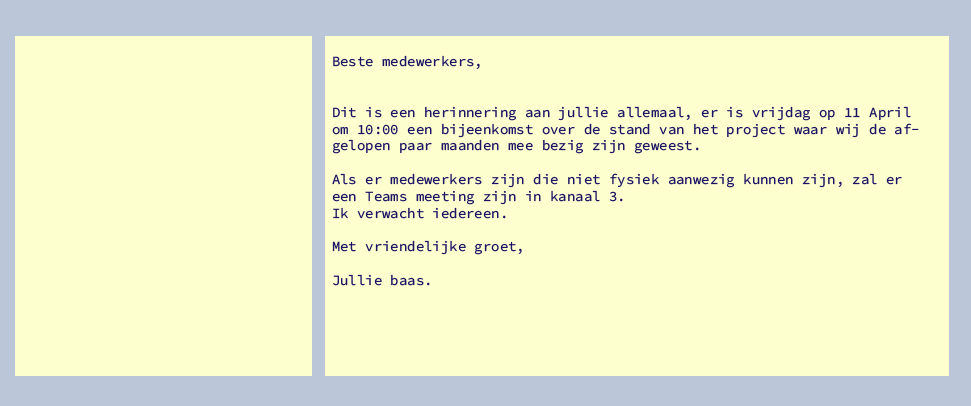 Beste medewerkers,
Dit is een herinnering aan jullie allemaal, er is vrijdag op 11 April
om 10:00 een bijeenkomst over de stand van het project waar wij de af-
gelopen paar maanden mee bezig zijn geweest.
Als er medewerkers zijn die niet fysiek aanwezig kunnen zijn, zal er
een Teams meeting zijn in kanaal 3.
Ik verwacht iedereen.
Met vriendelijke groet,
Jullie baas.